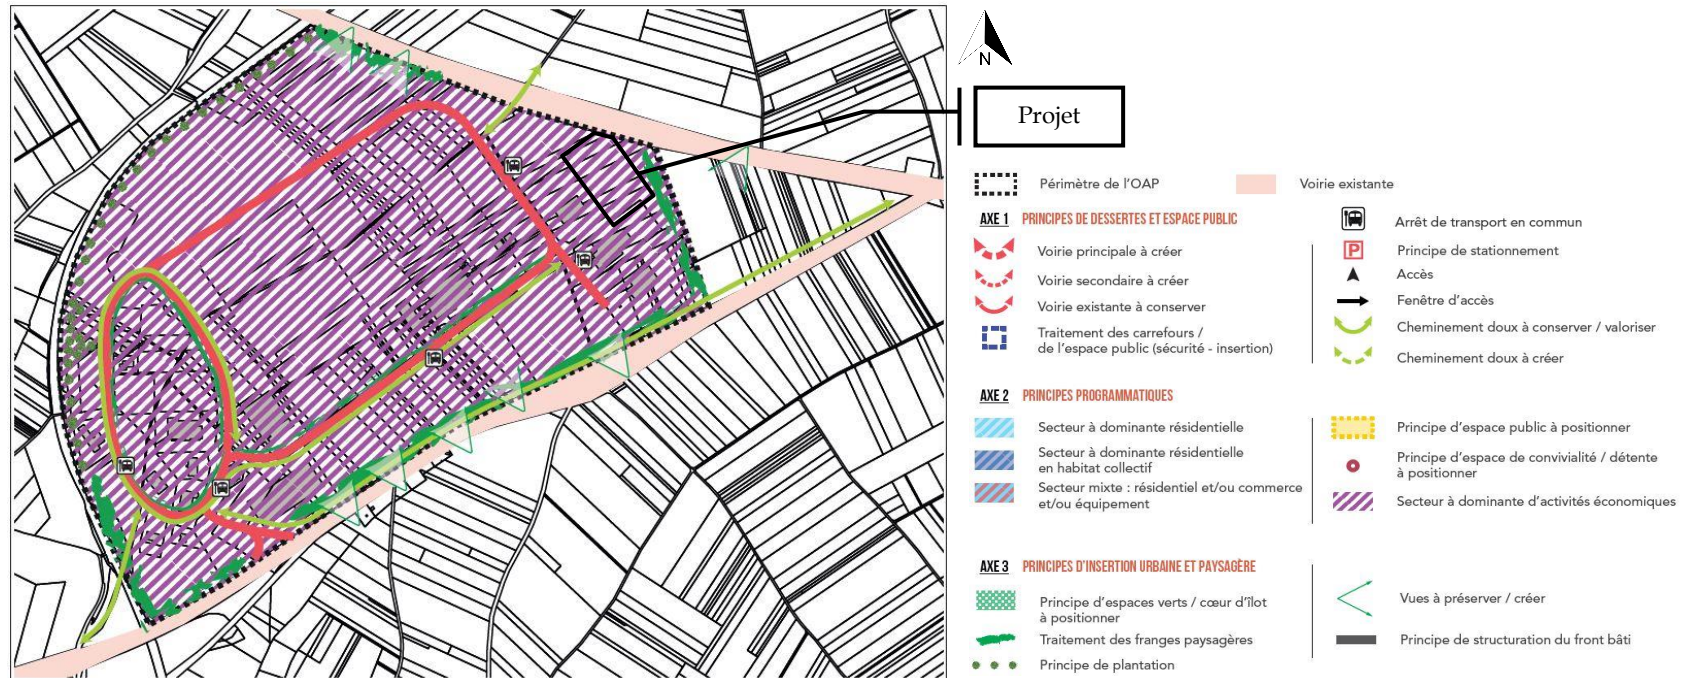 N
Projet
Périmètre de l'OAP
Voirie existante
AXE 1 PRINCIPES DE DESSERTES ET ESPACE PUBLIC
Voirie principale à créer
Voirie secondaire à créer
Voirie existante à conserver
Traitement des carrefours /
de l'espace public (sécurité - insertion)
Arrêt de transport en commun
P
Principe de stationnement
Accès
Fenêtre d'accès
Cheminement doux à conserver / valoriser
Cheminement doux à créer
AXE 2 PRINCIPES PROGRAMMATIQUES
Secteur à dominante résidentielle
Secteur à dominante résidentielle
en habitat collectif
Secteur mixte : résidentiel et/ou commerce
et/ou équipement
Principe d'espace public à positionner
Principe d'espace de convivialité / détente
à positionner
Secteur à dominante d'activités économiques
AXE 3 PRINCIPES D'INSERTION URBAINE ET PAYSAGÈRE
Principe d'espaces verts / cœur d'îlot
à positionner
Traitement des franges paysagères
Principe de plantation
Vues à préserver / créer
Principe de structuration du front bâti